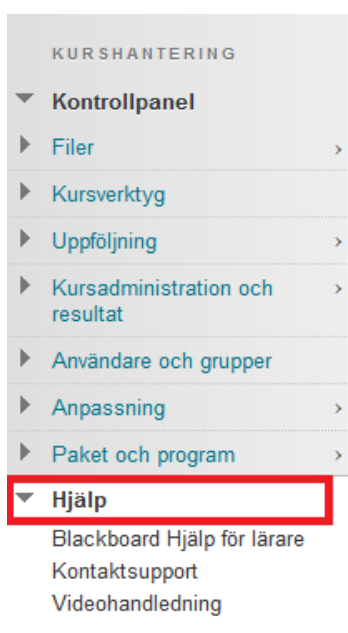 KURSHANTERING
Kontrollpanel
Filer
Kursverktyg
Uppföljning
Kursadministration och
resultat
Användare och grupper
Anpassning
Paket och program
Hjälp
Blackboard Hjälp för lärare
Kontaktsupport
Videohandledning